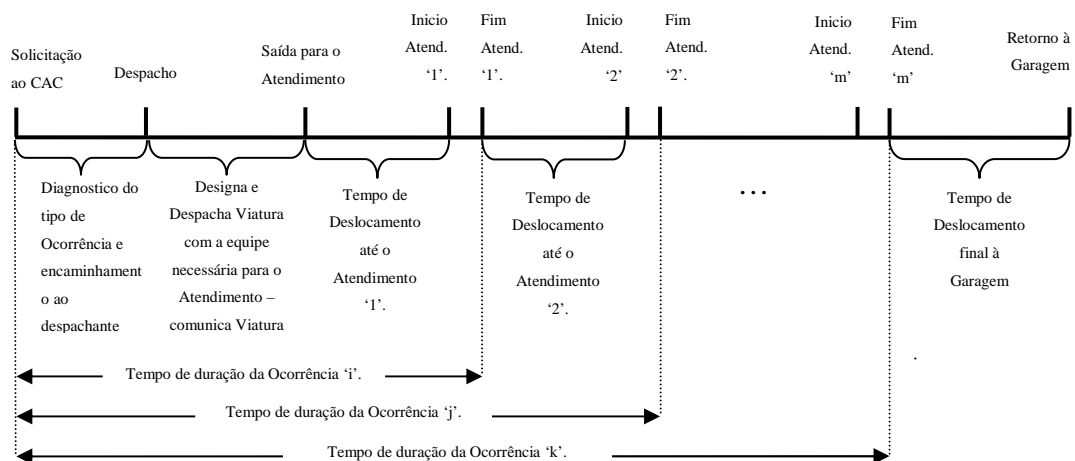 Solicitação
ao CAC
Despacho
Saída para o
Atendimento
Inicio
Atend.
‘1’.
Fim
Atend.
‘1’.
Inicio
Atend.
‘2’
Fim
Atend.
‘2’.
Inicio
Atend.
‘m’
Fim
Atend.
‘m’
Retorno à
Garagem
Diagnostico do
tipo de
Ocorrência e
encaminhament
o ao
despachante
Designa e
Despacha Viatura
com a equipe
necessária para o
Atendimento –
comunica Viatura
Tempo de
Deslocamento
até o
Atendimento
‘1’.
Tempo de
Deslocamento
até o
Atendimento
‘2’.
...
Tempo de
Deslocamento
final à
Garagem
.
Tempo de duração da Ocorrência ‘i’.
Tempo de duração da Ocorrência ‘j’.
Tempo de duração da Ocorrência ‘k’.